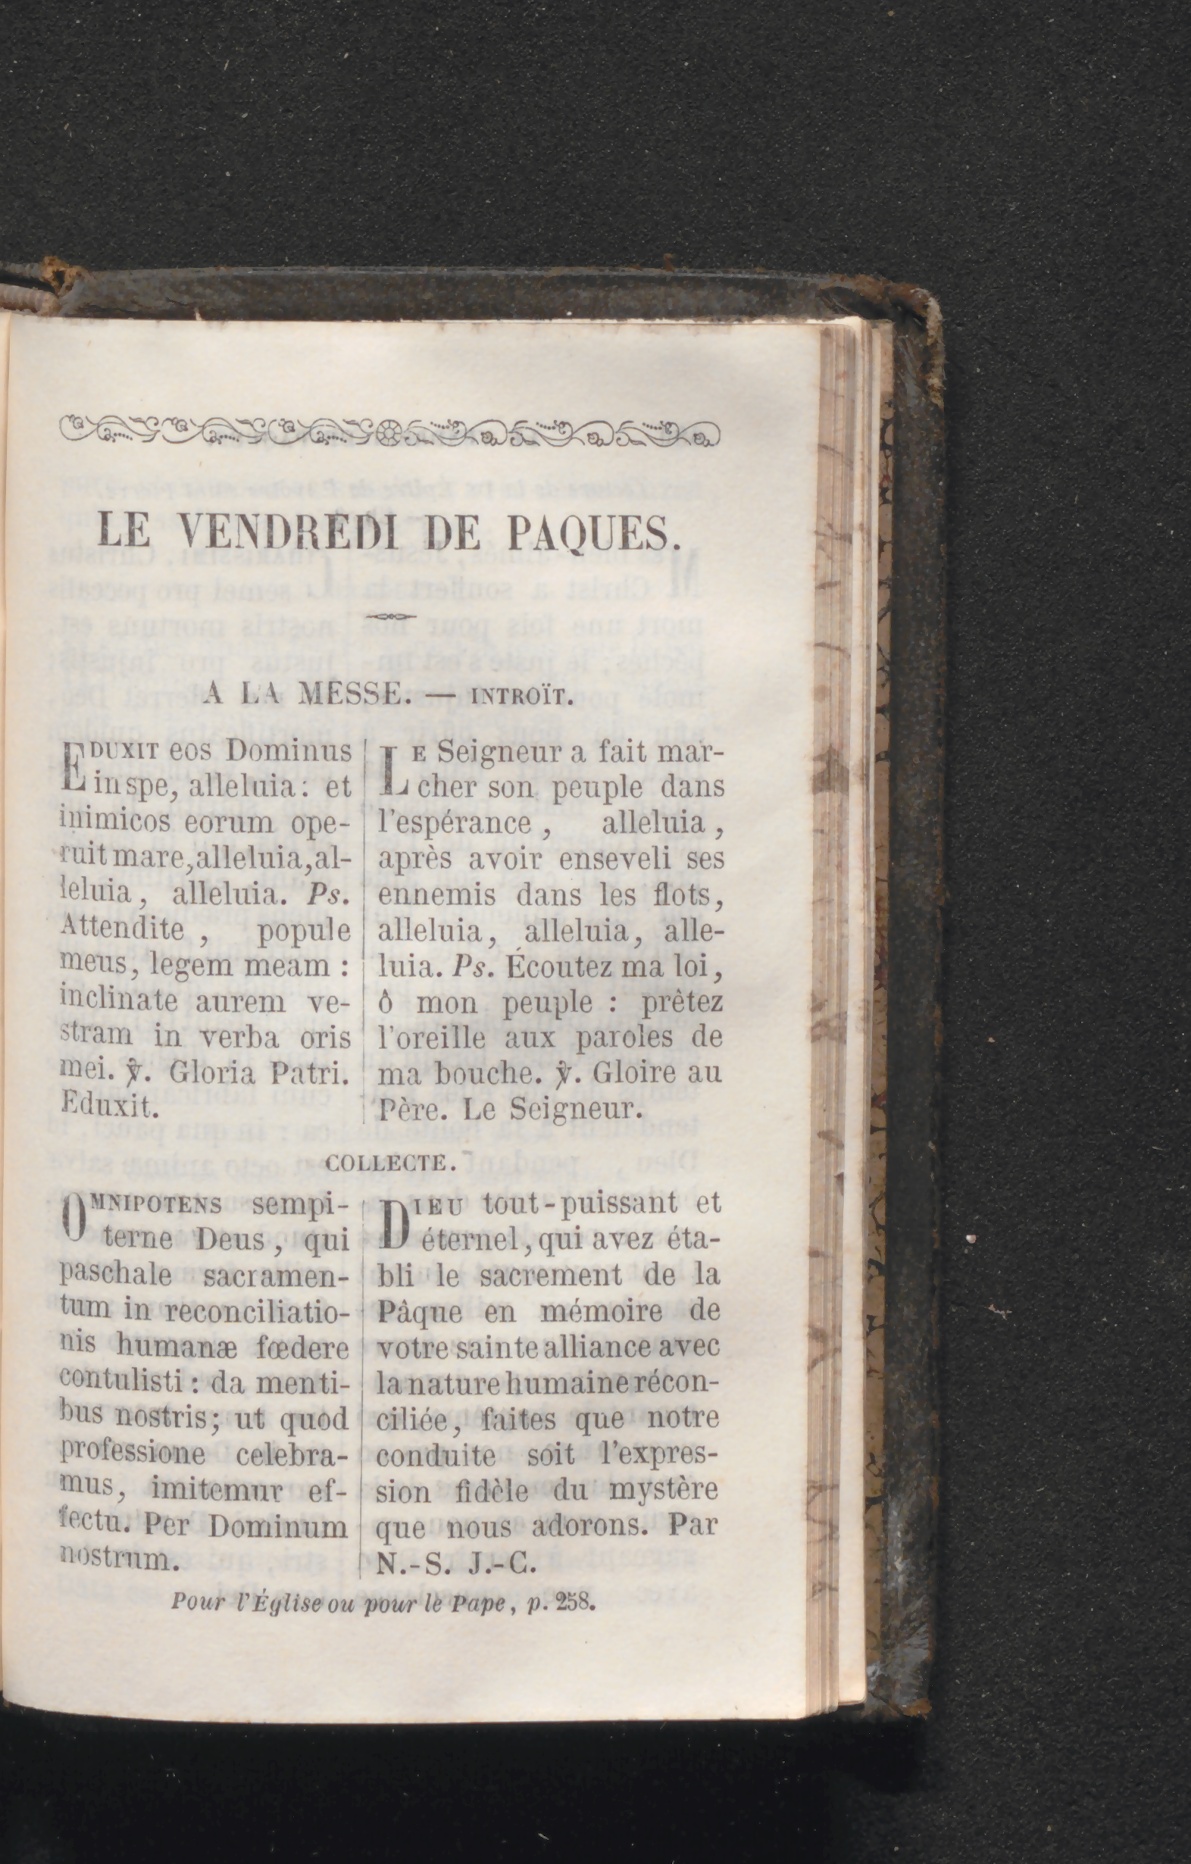 LE VENDREDI DE PAQUES.
A LA MESSE. — INTROÏT.
EDUXIT eos Dominus
in spe, alleluia : et
inimicos eorum ope-
ruit mare, alleluia, al-
leluia, alleluia. Ps.
Attendite, popule
meus, legem meam :
inclinate aurem ve-
stram in verba oris
mei. ℣. Gloria Patri.
Eduxit.
LE Seigneur a fait mar-
cher son peuple dans
l'espérance, alleluia,
après avoir enseveli ses
ennemis dans les flots,
alleluia, alleluia, alle-
luia. Ps. Écoutez ma loi,
ô mon peuple : prêtez
l'oreille aux paroles de
ma bouche. ℣. Gloire au
Père. Le Seigneur.
COLLECTE.
OMNIPOTENS sempi-
terne Deus, qui
paschale sacramen-
tum in reconciliatio-
nis humanæ fœdere
contulisti : da menti-
bus nostris; ut quod
professione celebra-
mus, imitemur ef-
fectu. Per Dominum
nostrum.
DIEU tout-puissant et
éternel, qui avez éta-
bli le sacrement de la
Pâque en mémoire de
votre sainte alliance avec
la nature humaine récon-
ciliée, faites que notre
conduite soit l'expres-
sion fidèle du mystère
que nous adorons. Par
N.-S. J.-C.
Pour l'Église ou pour le Pape, p. 258.